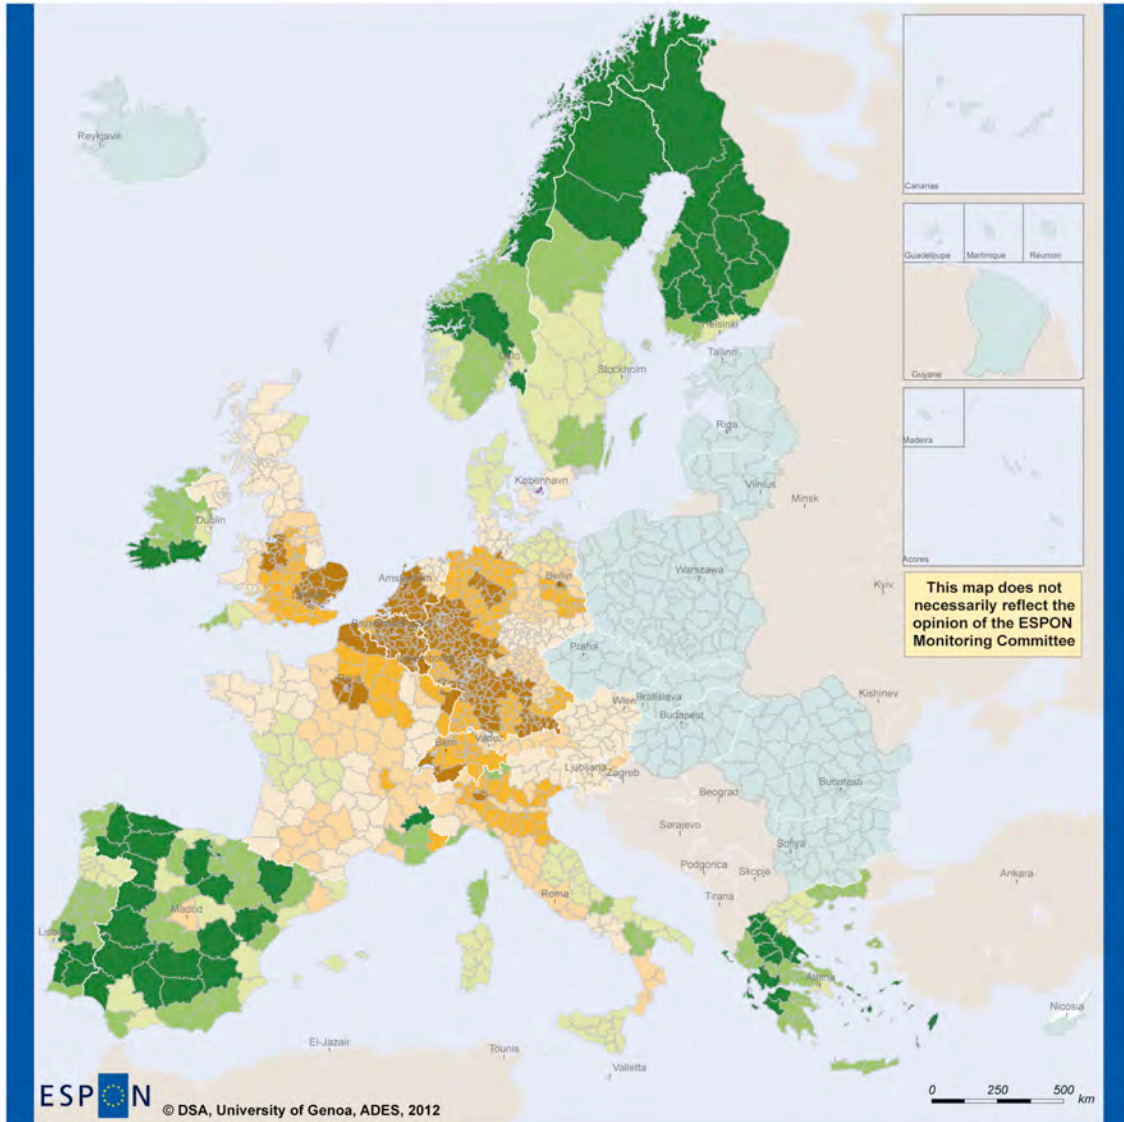 Reykjavik
Canarias
Guadeloupe
Martinique
Réunion
Guyane
Madeira
Acores
This map does not
necessarily reflect the
opinion of the ESPON
Monitoring Committee
Helsinki
Tallinn
Oslo
Stockholm
Riga
København
Vilnius
Minsk
Dublin
Amsterdam
Berlin
Warszawa
Kyiv
Praha
Kishinev
Wien
Bratislava
Budapest
Bern
Vaduz
Ljubljana
Zagreb
Bucuresti
Beograd
Sarajevo
Sofiya
Podgorica
Skopje
Ankara
Tirana
Roma
Madrid
Athina
Nicosia
El-Jazair
Tounis
Valletta
ESPON
© DSA, University of Genoa, ADES, 2012
0 250 500
km